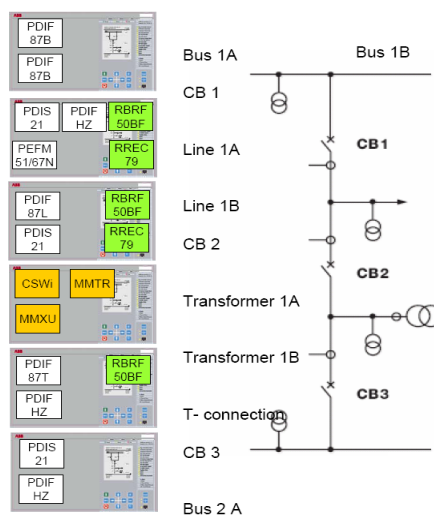 PDIF
87B
PDIF
87B
PDIS
21
PDIF
HZ
RBRF
50BF
PEFM
51/67N
RREC
79
PDIF
87L
RBRF
50BF
PDIS
21
RREC
79
CSWi
MMTR
MMXU
PDIF
87T
RBRF
50BF
PDIF
HZ
PDIS
21
PDIF
HZ
Bus 1A
CB 1
Line 1A
Line 1B
CB 2
Transformer 1A
Transformer 1B
T- connection
CB 3
Bus 2 A
Bus 1B
CB1
CB2
CB3